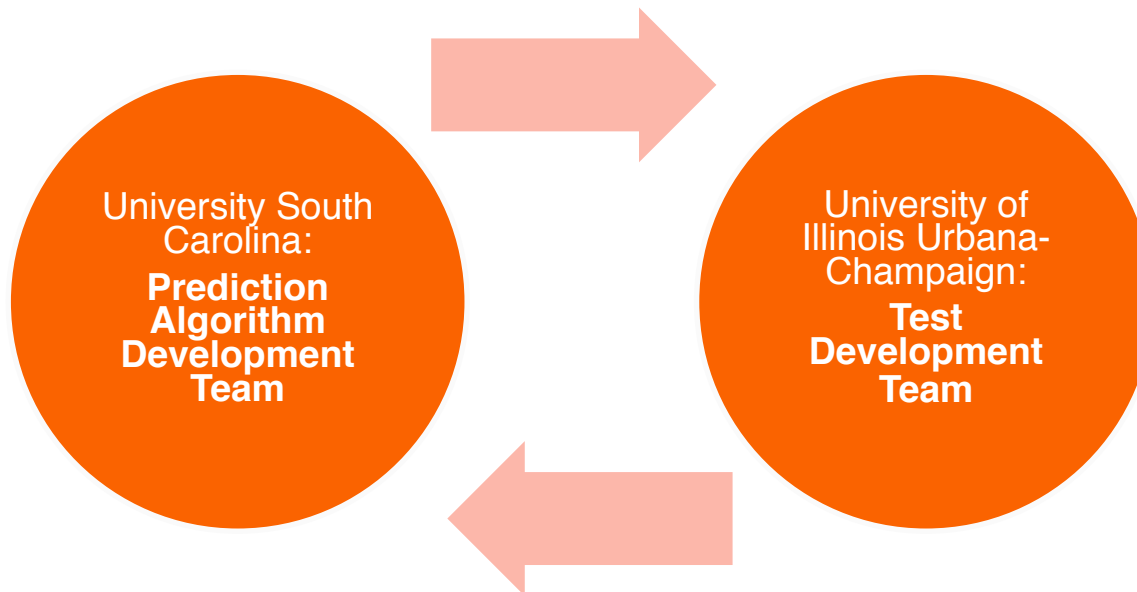 University South
Carolina:
Prediction
Algorithm
Development
Team
University of
Illinois Urbana-
Champaign:
Test
Development
Team